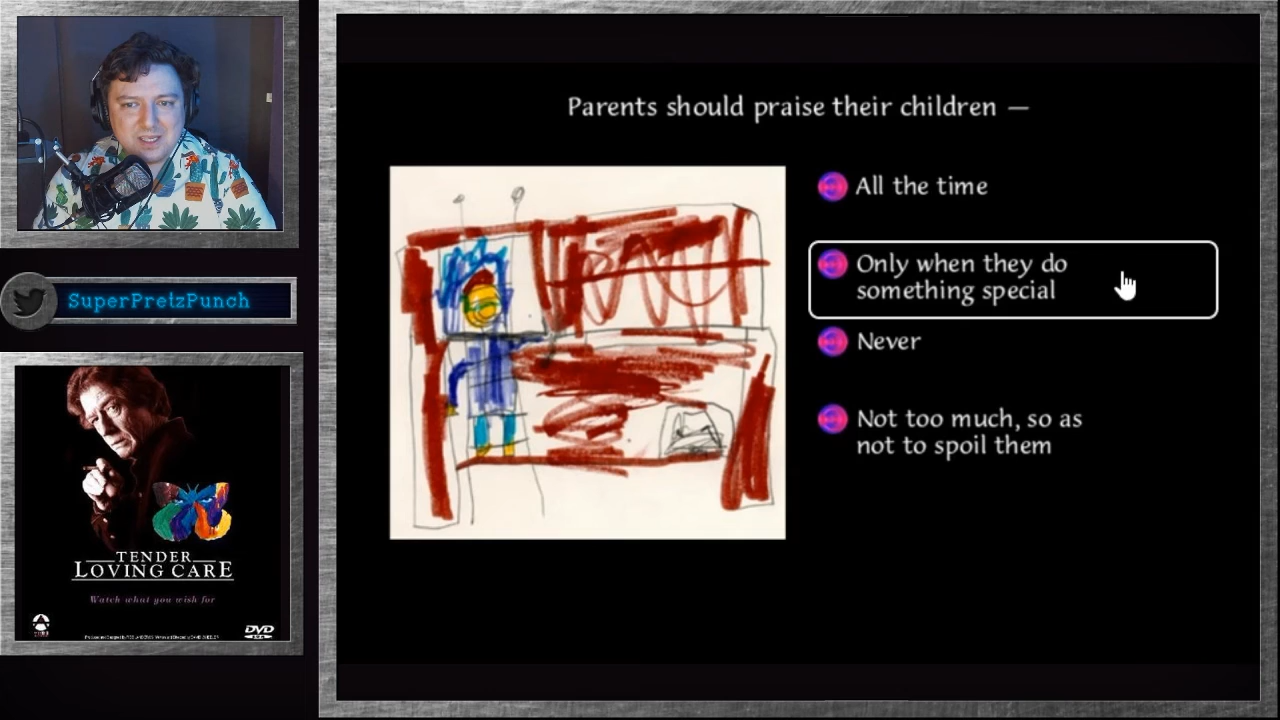 Parents should praise their children —
All the time
Only when they do
something special
Never
Not too much, so as
not to spoil them
SuperPretzPunch
TENDER
LOVING CARE
Watch what you wish for
DVD